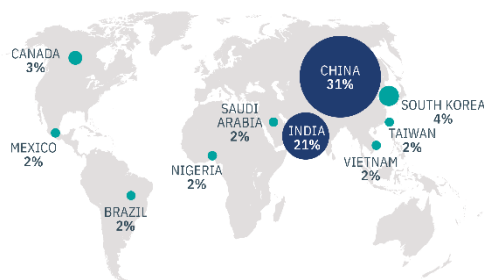 CANADA
3%
CHINA
31%
SOUTH KOREA
4%
SAUDI
ARABIA
2%
INDIA
21%
TAIWAN
2%
MEXICO
2%
VIETNAM
2%
NIGERIA
2%
BRAZIL
2%